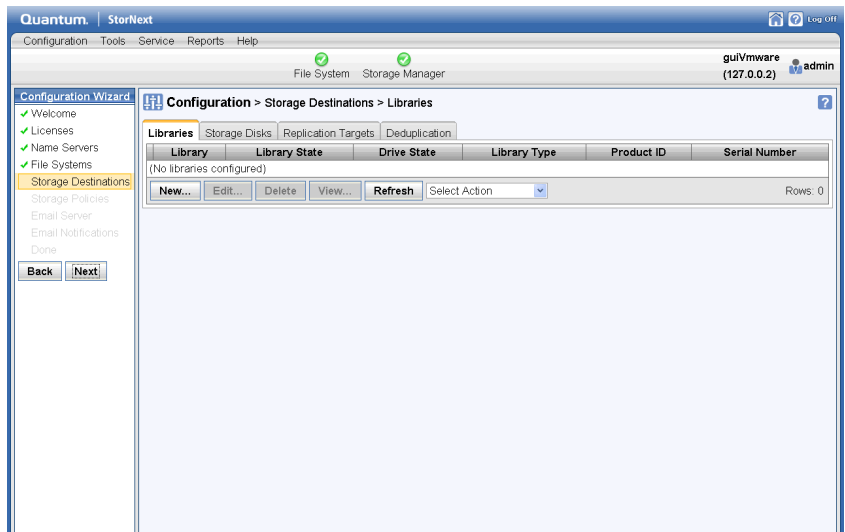 Quantum. StorNext Log Off
Configuration Tools Service Reports Help
File System Storage Manager
guiVmware
(127.0.0.2)
admin
Configuration Wizard
Welcome
Licenses
Name Servers
File Systems
Storage Destinations
Storage Policies
Email Server
Email Notifications
Done
Back Next
Configuration > Storage Destinations > Libraries ?
Libraries Storage Disks Replication Targets Deduplication
Library Library State Drive State Library Type Product ID Serial Number
(No libraries configured)
New... Edit... Delete View... Refresh Select Action Rows: 0